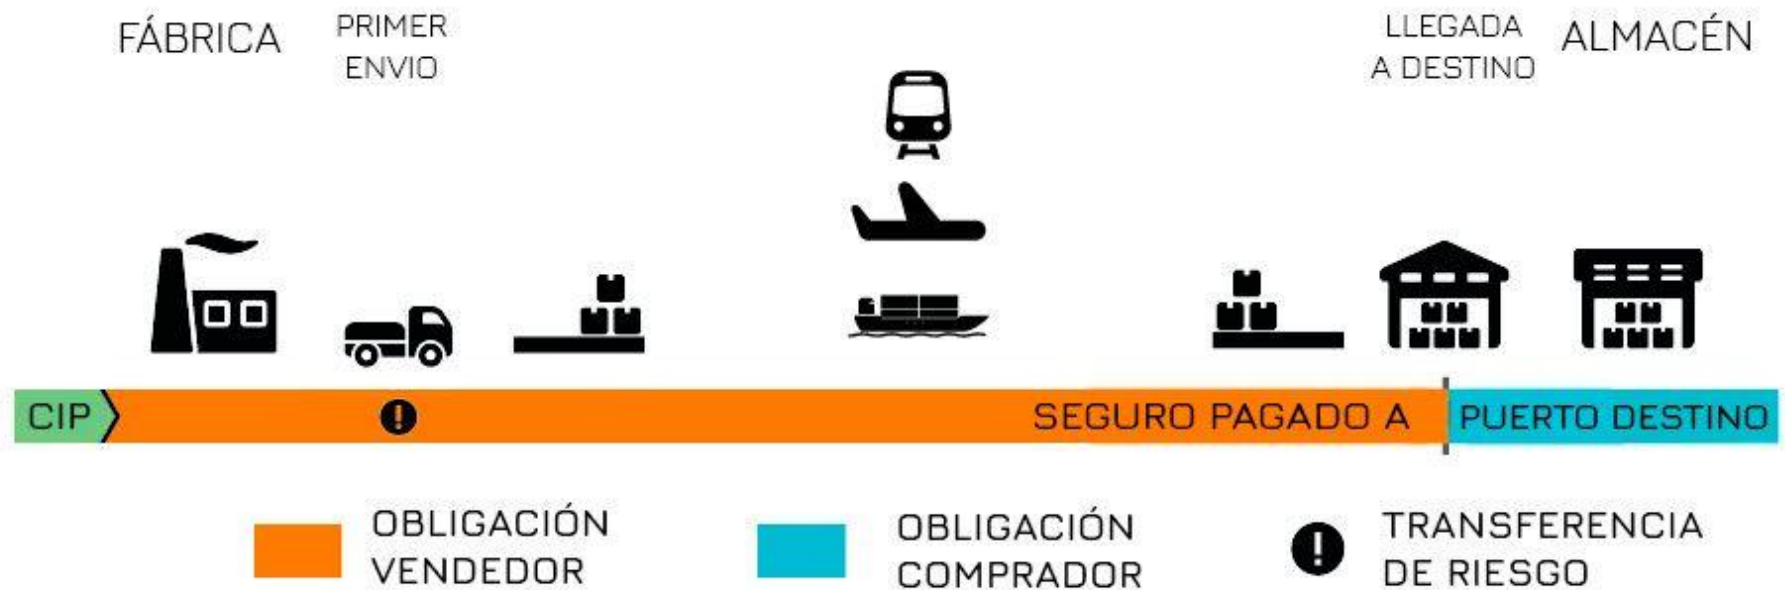 FÁBRICA
PRIMER
ENVIO
LLEGADA
A DESTINO
ALMACÉN
CIP
SEGURO PAGADO A
PUERTO DESTINO
OBLIGACIÓN
VENDEDOR
OBLIGACIÓN
COMPRADOR
TRANSFERENCIA
DE RIESGO